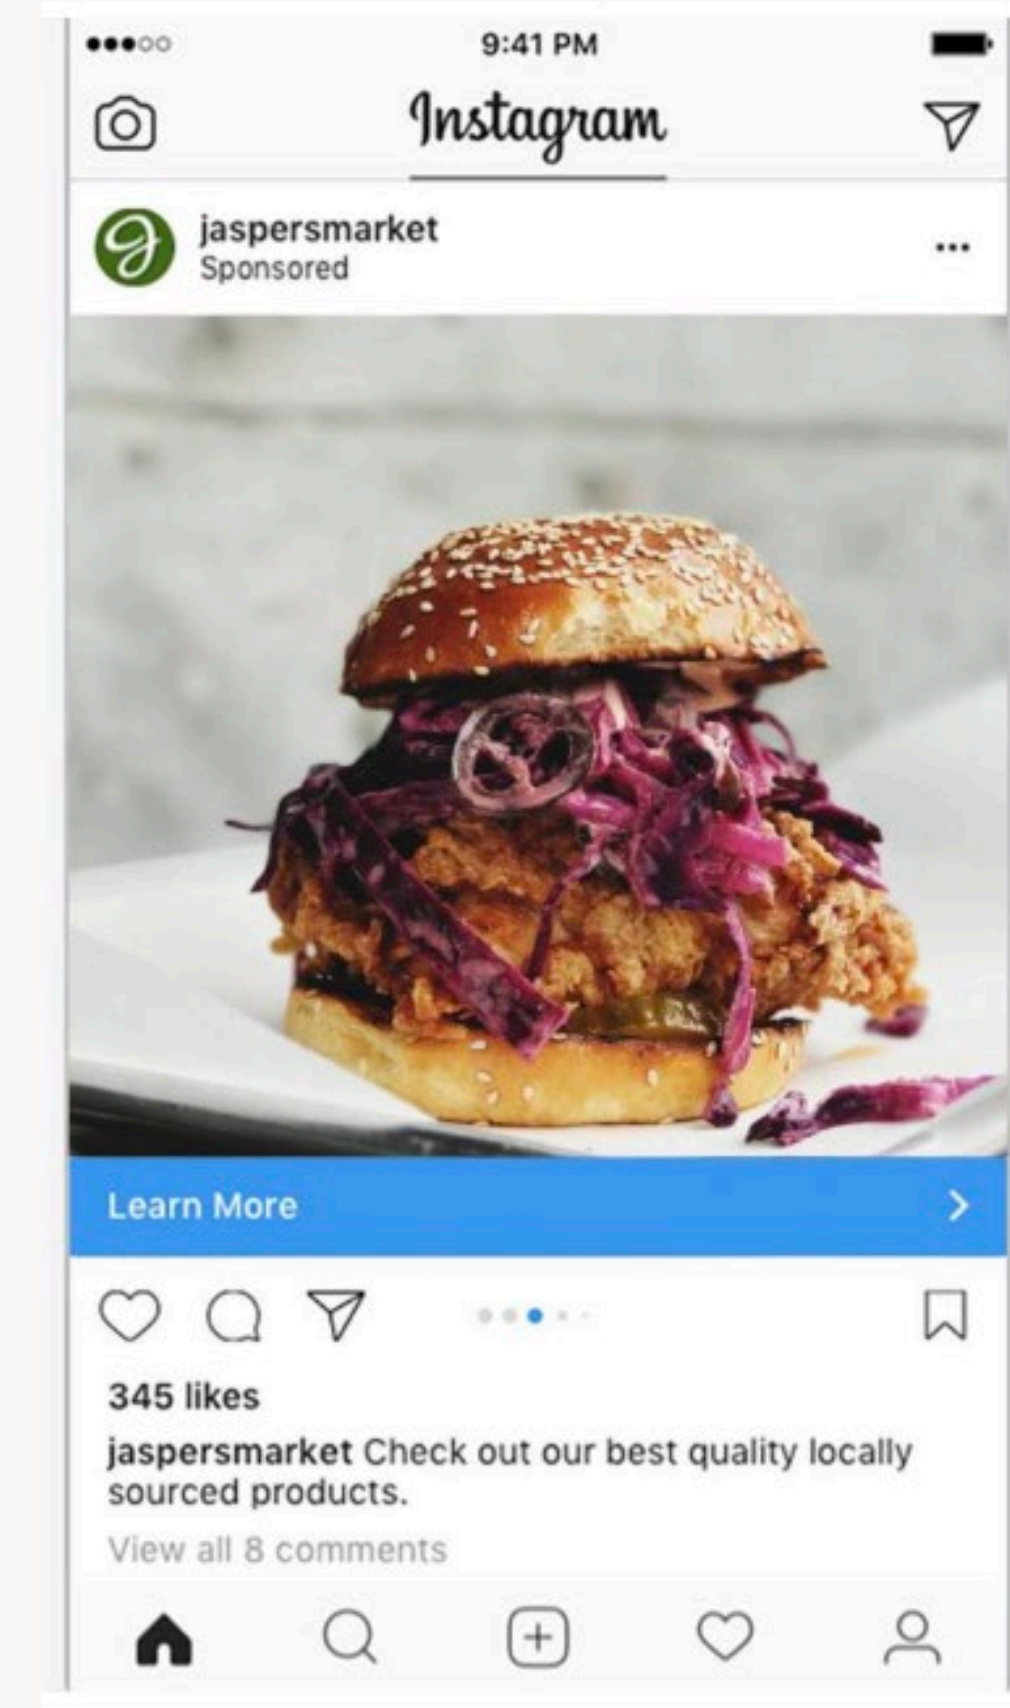 9:41 PM
Instagram
jaspersmarket
Sponsored
Learn More
345 likes
jaspersmarket Check out our best quality locally
sourced products.
View all 8 comments